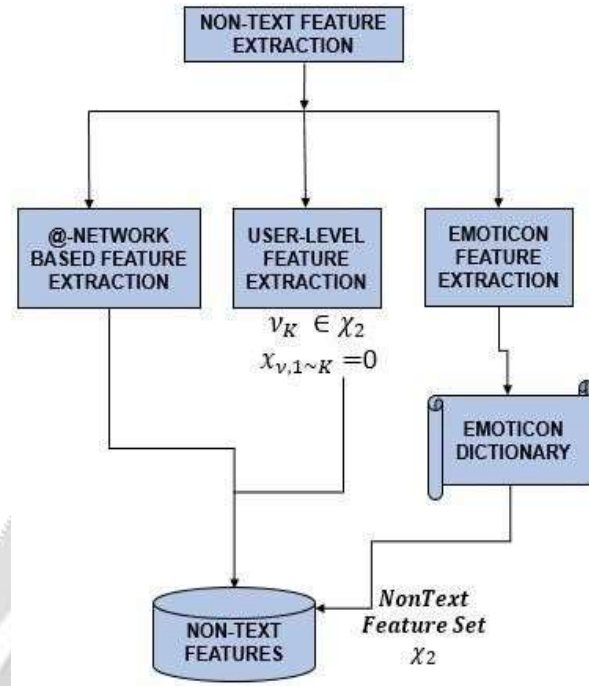 NON-TEXT FEATURE
EXTRACTION
@-NETWORK
BASED FEATURE
EXTRACTION
USER-LEVEL
FEATURE
EXTRACTION
EMOTICON
FEATURE
EXTRACTION
ν_K ∈ χ_2
x_{ν,1~K} =0
EMOTICON
DICTIONARY
NON-TEXT
FEATURES
NonText
Feature Set
χ_2